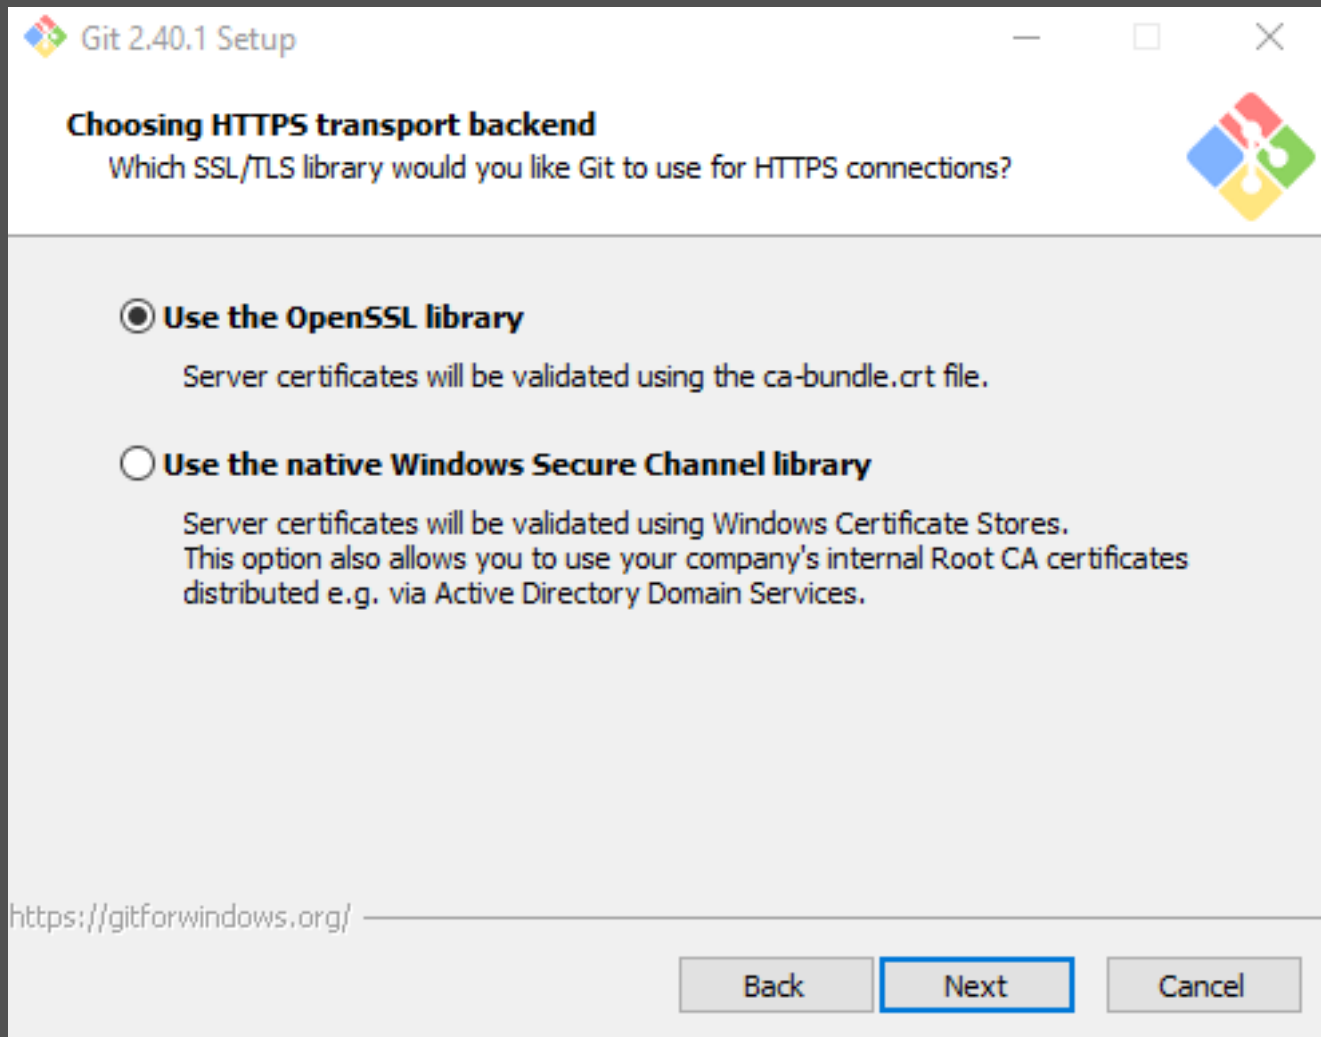 Git 2.40.1 Setup
Choosing HTTPS transport backend
Which SSL/TLS library would you like Git to use for HTTPS connections?
Use the OpenSSL library
Server certificates will be validated using the ca-bundle.crt file.
Use the native Windows Secure Channel library
Server certificates will be validated using Windows Certificate Stores.
This option also allows you to use your company's internal Root CA certificates
distributed e.g. via Active Directory Domain Services.
https://gitforwindows.org/
Back Next Cancel